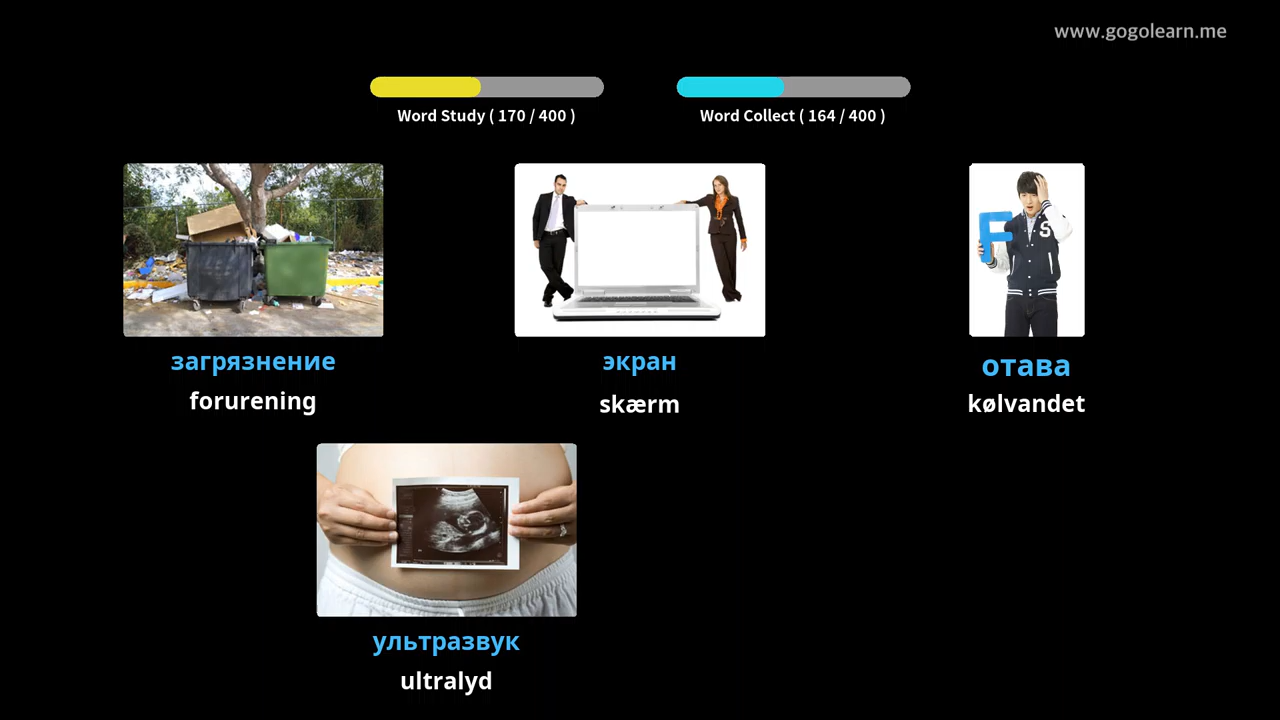 www.gogolearn.me
Word Study ( 170 / 400 )
Word Collect ( 164 / 400 )
F
S
загрязнение
экран
отава
forurening
skærm
kølvandet
ультразвук
ultralyd